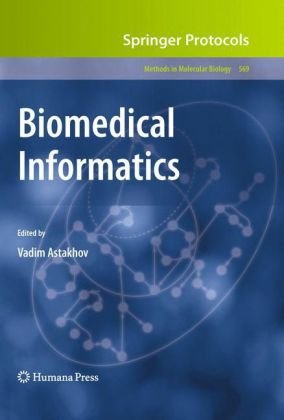 Springer Protocols
Methods in Molecular Biology 569
Biomedical
Informatics
Edited by
Vadim Astakhov
Humana Press